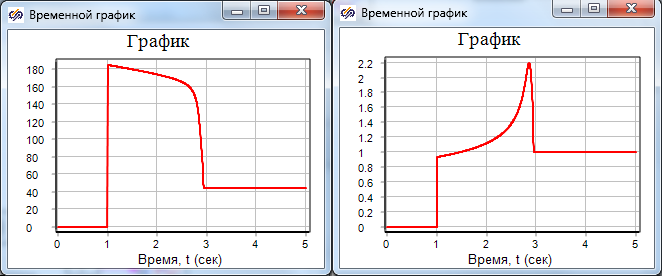 Временной график
График
180
160
140
120
100
80
60
40
20
0
0 1 2 3 4 5
Время, t (сек)
Временной график
График
2.2
2
1.8
1.6
1.4
1.2
1
0.8
0.6
0.4
0.2
0
0 1 2 3 4 5
Время, t (сек)